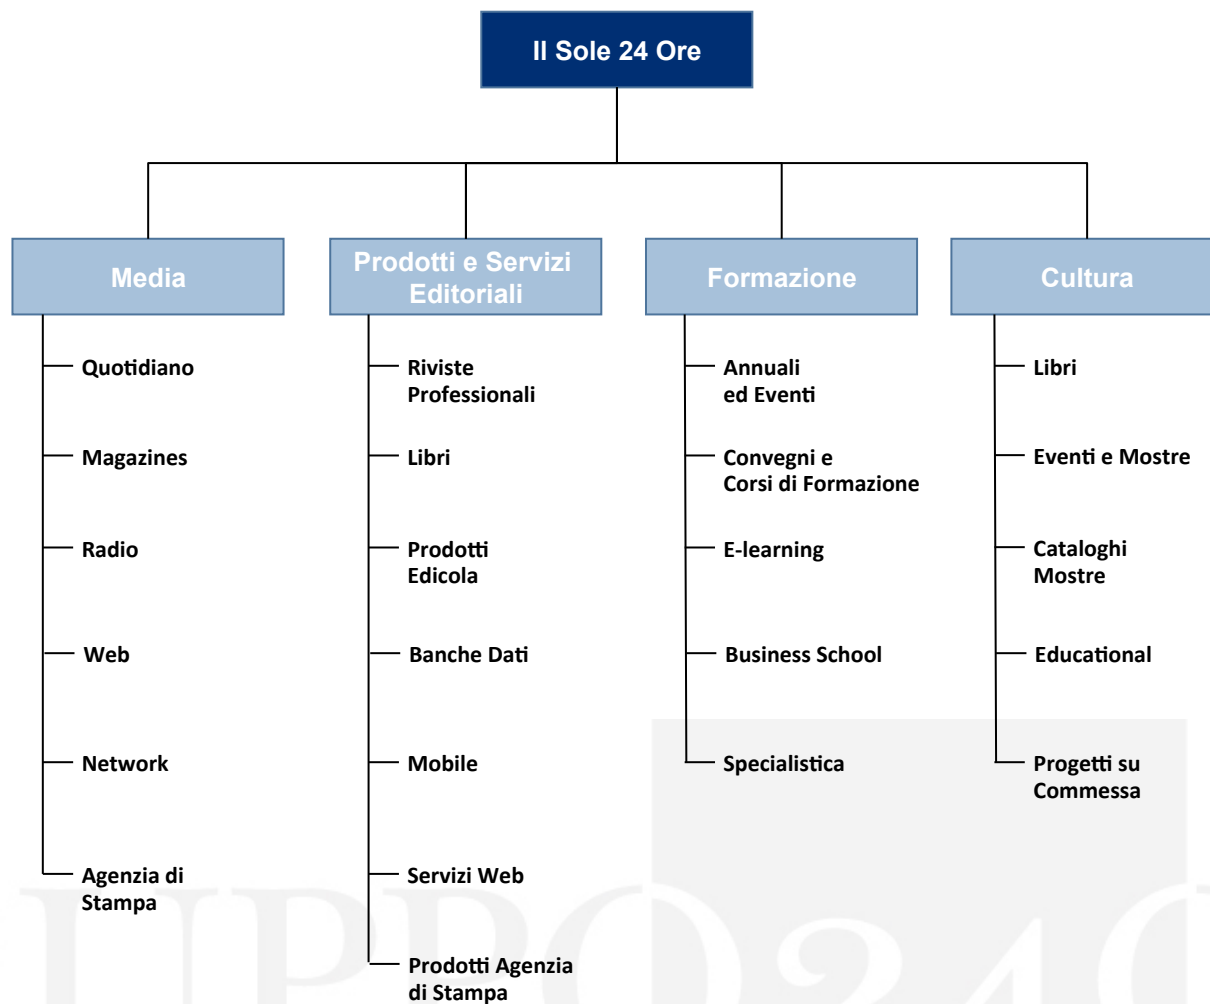 Il Sole 24 Ore
Media
Prodotti e Servizi
Editoriali
Formazione
Cultura
Quotidiano
Magazines
Radio
Web
Network
Agenzia di
Stampa
Riviste
Professionali
Libri
Prodotti
Edicola
Banche Dati
Mobile
Servizi Web
Prodotti Agenzia
di Stampa
Annuali
ed Eventi
Convegni e
Corsi di Formazione
E-learning
Business School
Specialistica
Libri
Eventi e Mostre
Cataloghi
Mostre
Educational
Progetti su
Commessa